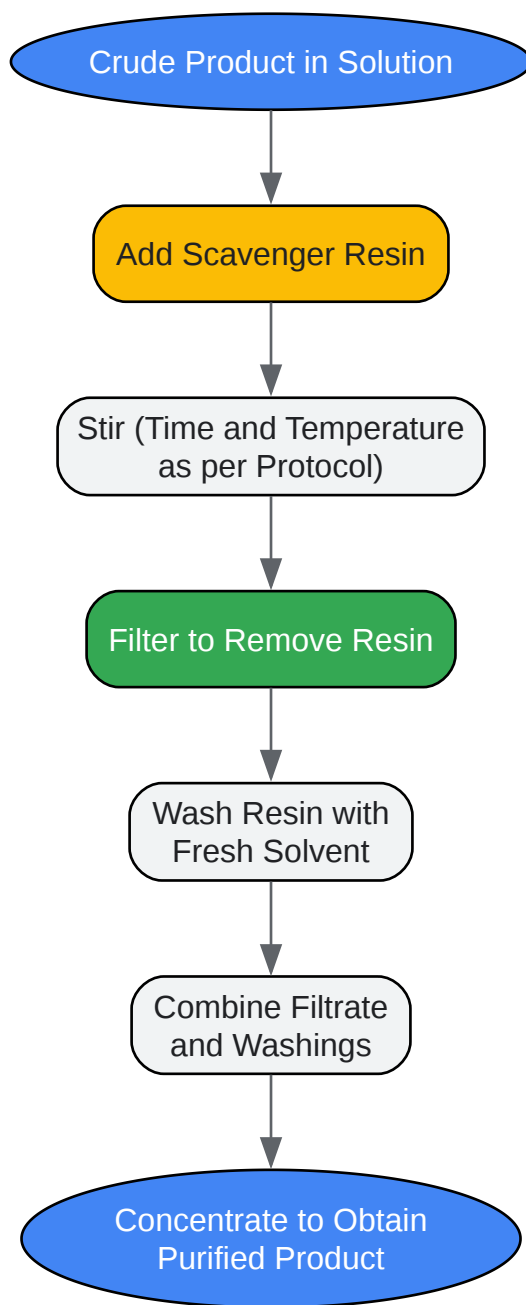 Crude Product in Solution
Add Scavenger Resin
Stir (Time and Temperature
as per Protocol)
Filter to Remove Resin
Wash Resin with
Fresh Solvent
Combine Filtrate
and Washings
Concentrate to Obtain
Purified Product